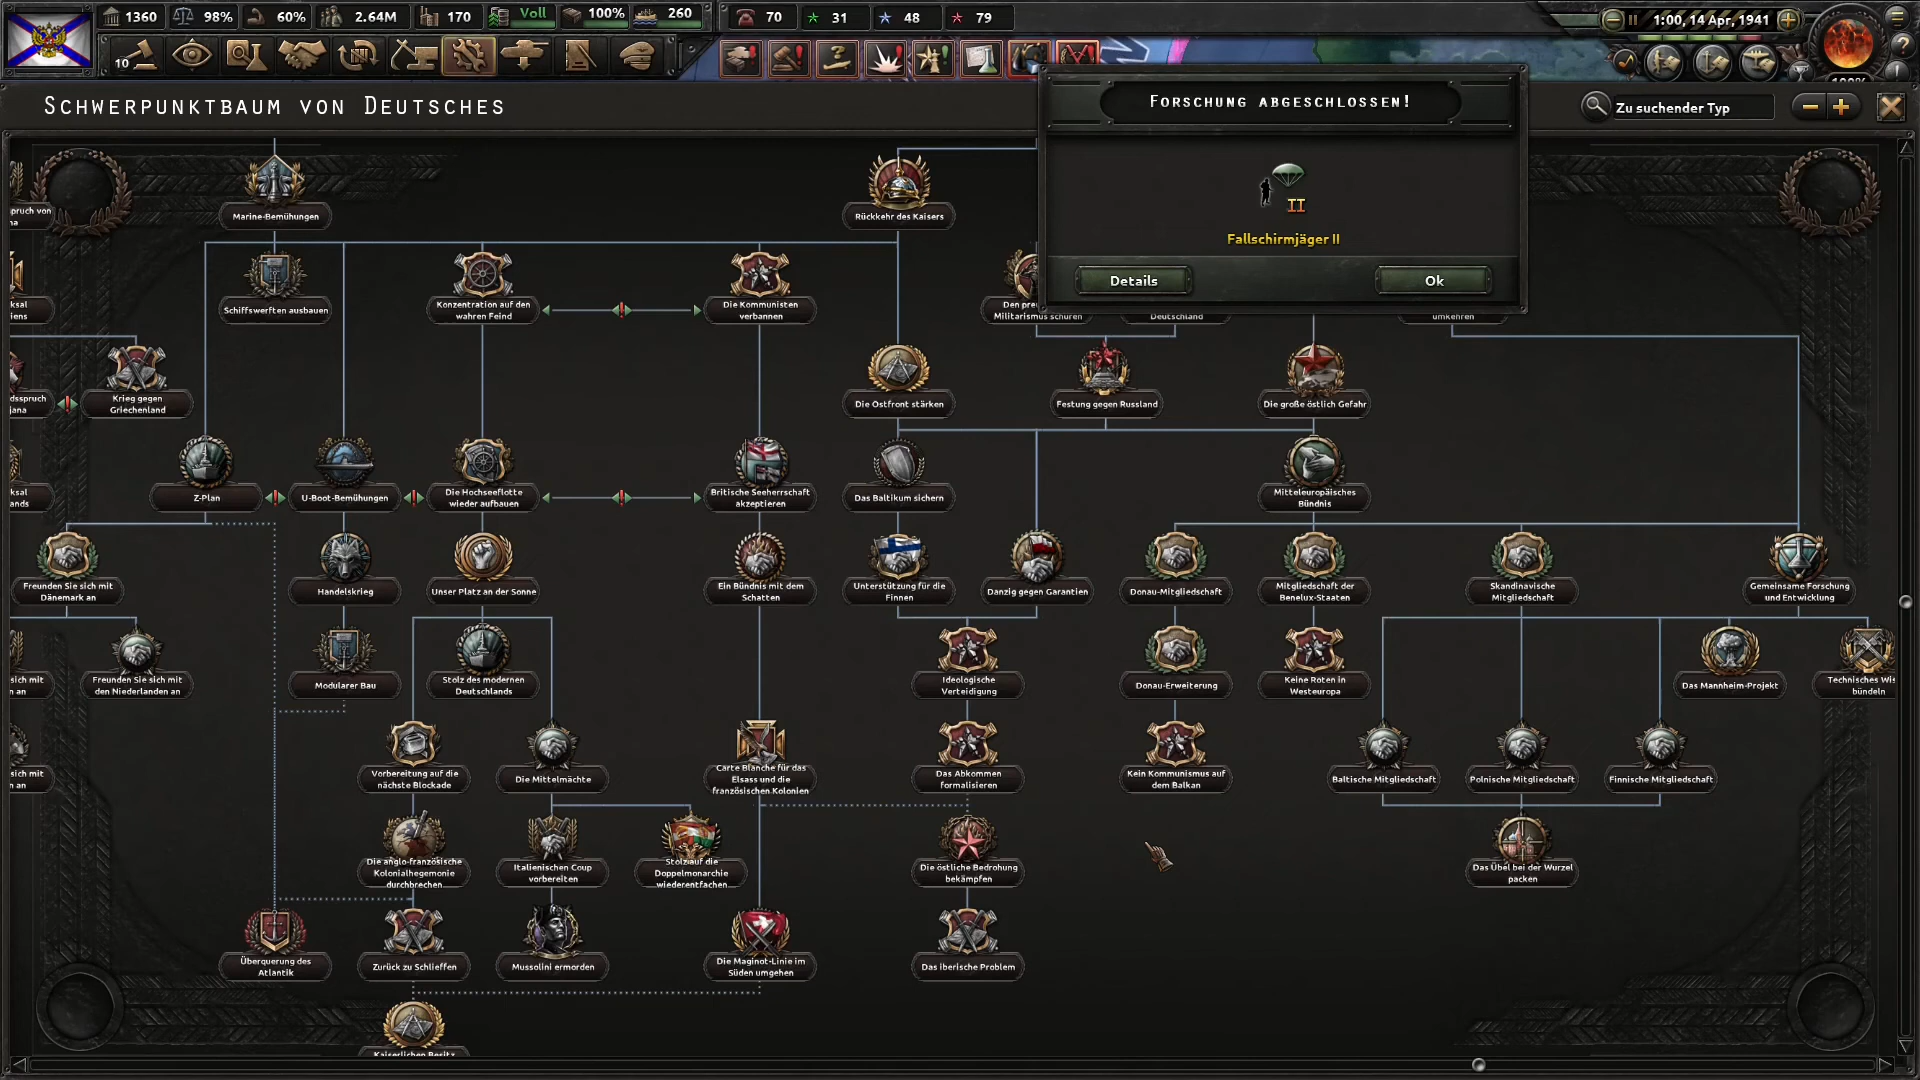 1360
98%
60%
2.64M
170
Voll
100%
260
70
31
48
79
1:00, 14 Apr, 1941
10
100%
Schwerpunktbaum von Deutsches
Zu suchender Typ
Forschung abgeschlossen!
II
Fallschirmjäger II
Details
Ok
Marine-Bemühungen
Rückkehr des Kaisers
Schiffswerften ausbauen
Konzentration auf den
wahren Feind
Die Kommunisten
verbannen
Militarismus schüren
Deutschland
umkehren
Krieg gegen
Griechenland
Die Ostfront stärken
Festung gegen Russland
Die große östlich Gefahr
Z-Plan
U-Boot-Bemühungen
Die Hochseeflotte
wieder aufbauen
Britische Seeherrschaft
akzeptieren
Das Baltikum sichern
Mitteleuropäisches
Bündnis
Freunden Sie sich mit
Dänemark an
Handelskrieg
Unser Platz an der Sonne
Ein Bündnis mit dem
Schatten
Unterstützung für die
Finnen
Danzig gegen Garantien
Donau-Mitgliedschaft
Mitgliedschaft der
Benelux-Staaten
Skandinavische
Mitgliedschaft
Gemeinsame Forschung
und Entwicklung
Freunden Sie sich mit
den Niederlanden an
Modularer Bau
Stolz des modernen
Deutschlands
Ideologische
Verteidigung
Donau-Erweiterung
Keine Roten in
Westeuropa
Das Mannheim-Projekt
Technisches Wis
bündeln
Vorbereitung auf die
nächste Blockade
Die Mittelmächte
Carte Blanche für das
Elsass und die
französischen Kolonien
Das Abkommen
formalisieren
Kein Kommunismus auf
dem Balkan
Baltische Mitgliedschaft
Polnische Mitgliedschaft
Finnische Mitgliedschaft
Die anglo-französische
Kolonialhegemonie
durchbrechen
Italienischen Coup
vorbereiten
Stolz auf die
Doppelmonarchie
wiederentfachen
Die östliche Bedrohung
bekämpfen
Das Übel bei der Wurzel
packen
Überquerung des
Atlantik
Zurück zu Schlieffen
Mussolini ermorden
Die Maginot-Linie im
Süden umgehen
Das iberische Problem
Kaiserlichen Besitz